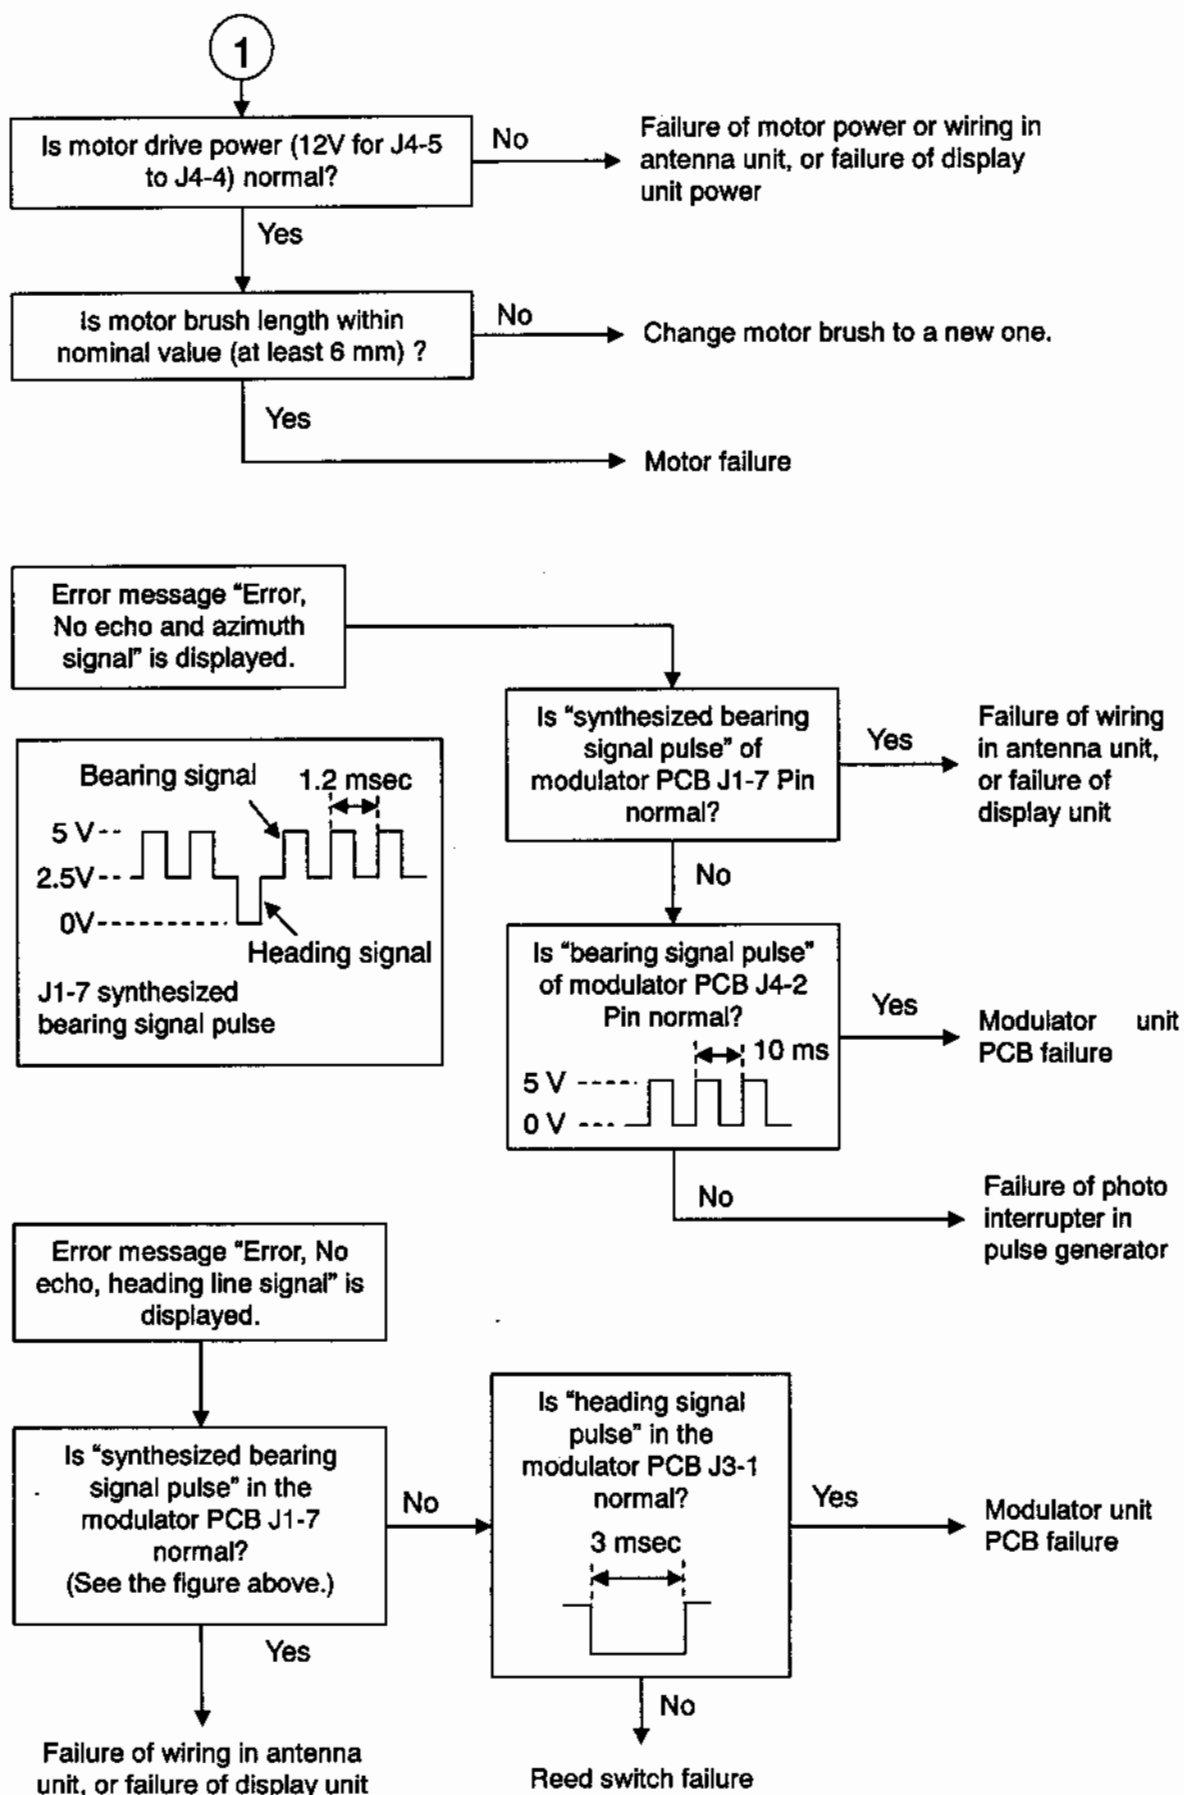 1
Is motor drive power (12V for J4-5
to J4-4) normal?
No
Failure of motor power or wiring in
antenna unit, or failure of display
unit power
Yes
Is motor brush length within
nominal value (at least 6 mm) ?
No
Change motor brush to a new one.
Yes
Motor failure
Error message "Error,
No echo and azimuth
signal" is displayed.
Is "synthesized bearing
signal pulse" of
modulator PCB J1-7 Pin
normal?
Yes
Failure of wiring
in antenna unit,
or failure of
display unit
Bearing signal
1.2 msec
5 V
2.5V
0V
Heading signal
J1-7 synthesized
bearing signal pulse
No
Is "bearing signal pulse"
of modulator PCB J4-2
Pin normal?
10 ms
5 V
0 V
Yes
Modulator unit
PCB failure
No
Failure of photo
interrupter in
pulse generator
Error message "Error, No
echo, heading line signal" is
displayed.
Is "synthesized bearing
signal pulse" in the
modulator PCB J1-7
normal?
(See the figure above.)
No
Is "heading signal
pulse" in the
modulator PCB J3-1
normal?
3 msec
Yes
Modulator unit
PCB failure
Yes
No
Failure of wiring in antenna
unit, or failure of display unit
Reed switch failure